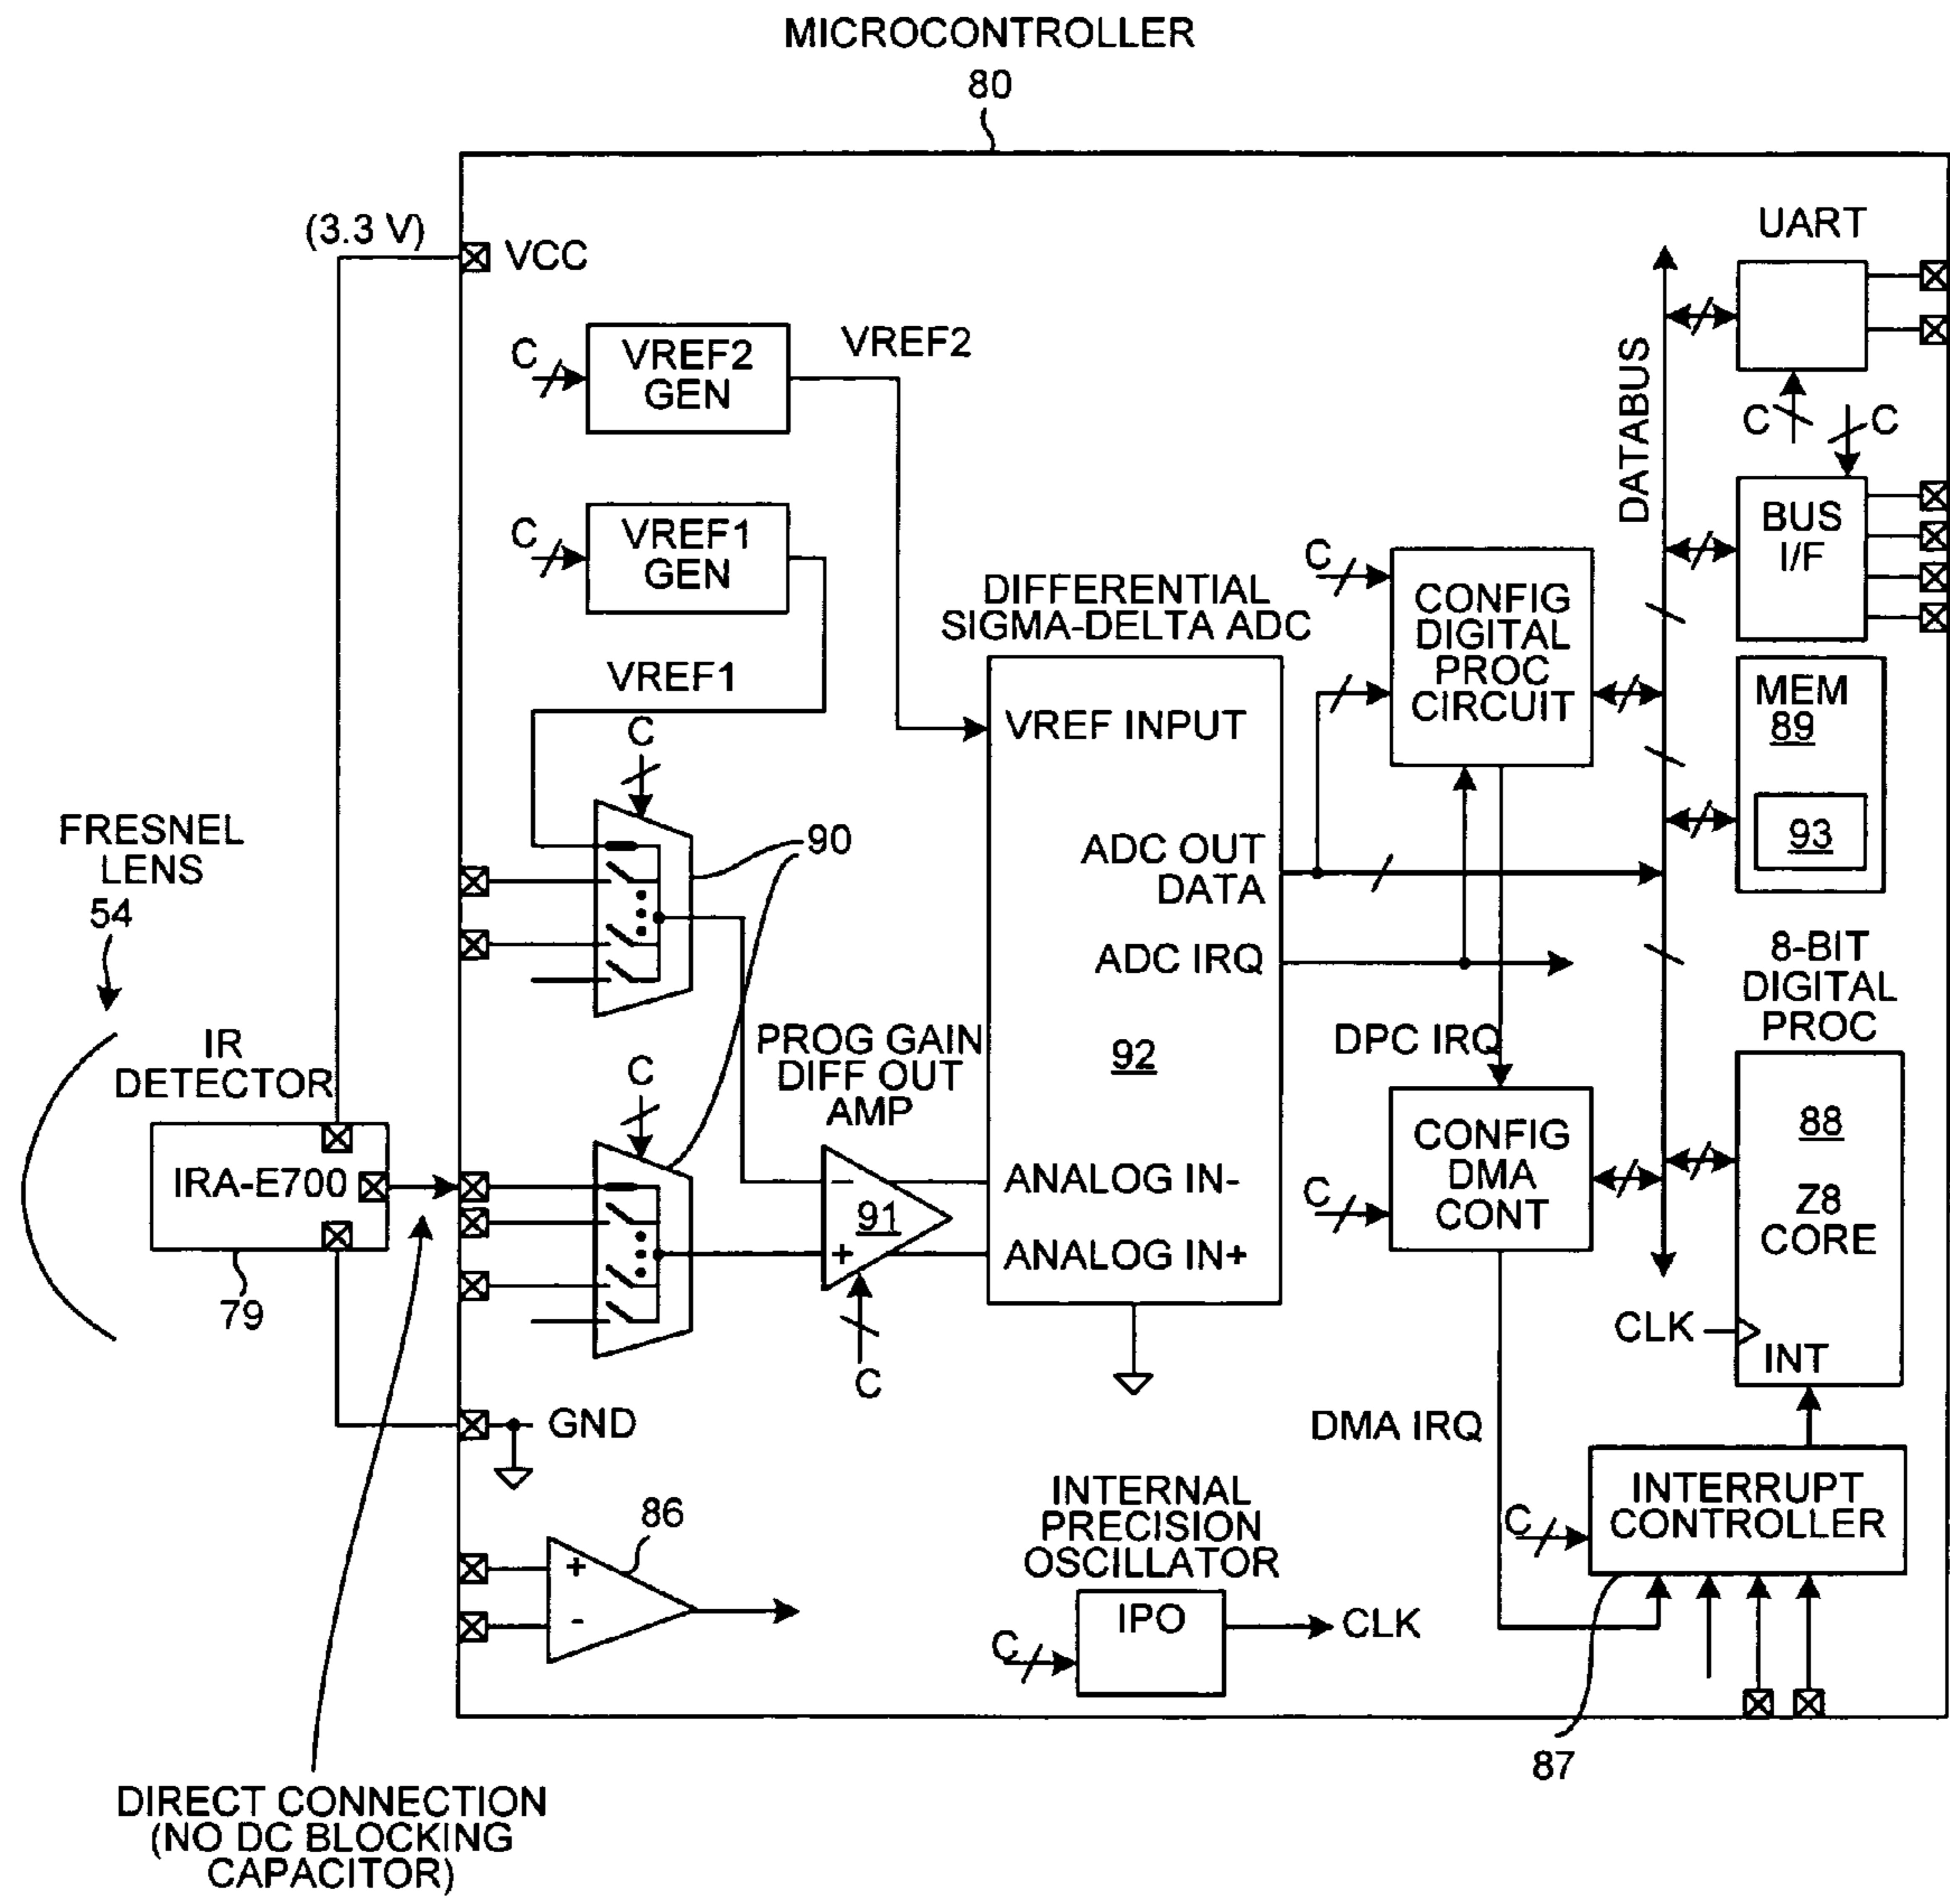 MICROCONTROLLER
80
(3.3 V)
VCC
C
VREF2
GEN
VREF2
C
VREF1
GEN
VREF1
UART
C
C
DATABUS
BUS
I/F
DIFFERENTIAL
SIGMA-DELTA ADC
VREF INPUT
ADC OUT
DATA
ADC IRQ
92
ANALOG IN-
ANALOG IN+
C
CONFIG
DIGITAL
PROC
CIRCUIT
MEM
89
93
C
90
FRESNEL
LENS
54
IR
DETECTOR
IRA-E700
79
C
PROG GAIN
DIFF OUT
AMP
-
91
+
C
DPC IRQ
C
CONFIG
DMA
CONT
8-BIT
DIGITAL
PROC
88
Z8
CORE
CLK
INT
GND
DMA IRQ
86
+
-
INTERNAL
PRECISION
OSCILLATOR
C
IPO
CLK
C
INTERRUPT
CONTROLLER
87
DIRECT CONNECTION
(NO DC BLOCKING
CAPACITOR)